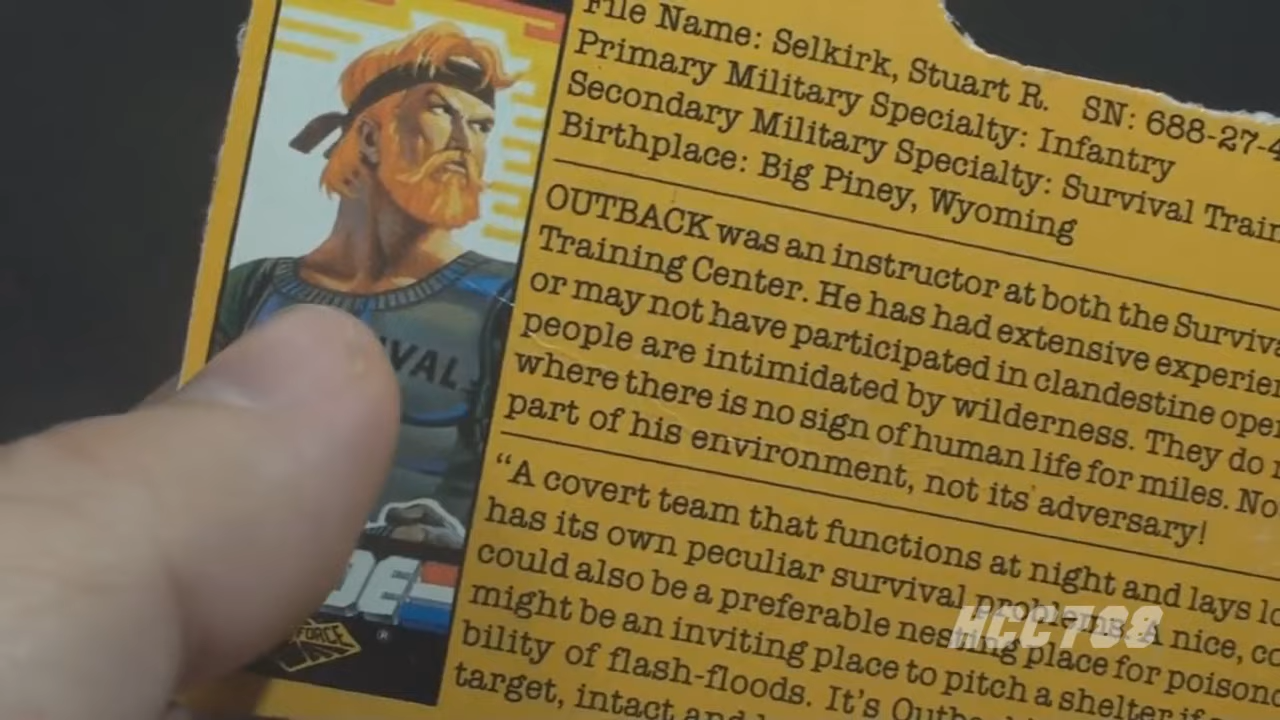 File Name: Selkirk, Stuart R. SN: 688-27-4
Primary Military Specialty: Infantry
Secondary Military Specialty: Survival Train
Birthplace: Big Piney, Wyoming
OUTBACK was an instructor at both the Surviva
Training Center. He has had extensive experien
or may not have participated in clandestine oper
people are intimidated by wilderness. They do
where there is no sign of human life for miles. No
part of his environment, not its adversary!
“A covert team that functions at night and lays lo
has its own peculiar survival problems. A nice, co
could also be a preferable nesting place for poisono
might be an inviting place to pitch a shelter if
bility of flash-floods. It's Outba
target, intact and
VAL
OE
FORCE
®
HCC788